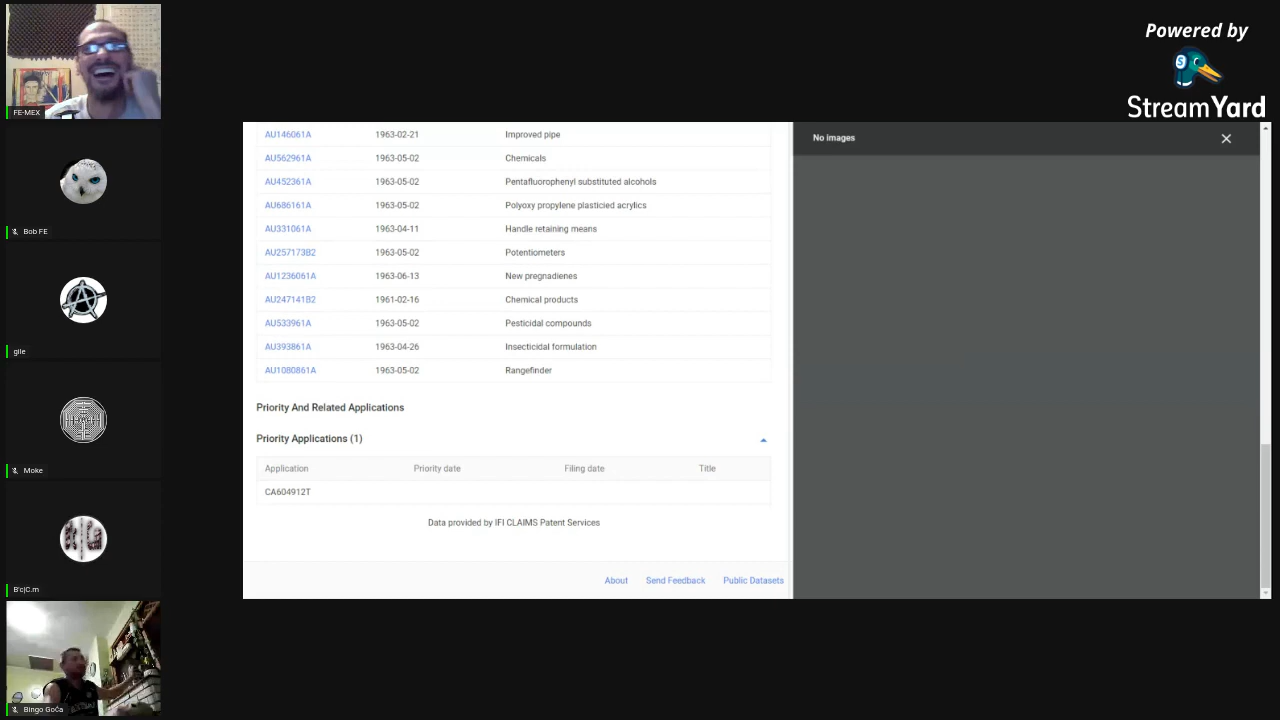 Powered by
StreamYard
FE-MEX
Bob FE
gile
Moke
B'c|C.m
Bingo Goča
AU146061A 1963-02-21 Improved pipe
AU562961A 1963-05-02 Chemicals
AU452361A 1963-05-02 Pentafluorophenyl substituted alcohols
AU686161A 1963-05-02 Polyoxy propylene plasticied acrylics
AU331061A 1963-04-11 Handle retaining means
AU257173B2 1963-05-02 Potentiometers
AU1236061A 1963-06-13 New pregnadienes
AU247141B2 1961-02-16 Chemical products
AU533961A 1963-05-02 Pesticidal compounds
AU393861A 1963-04-26 Insecticidal formulation
AU1080861A 1963-05-02 Rangefinder
Priority And Related Applications
Priority Applications (1)
Application Priority date Filing date Title
CA604912T
Data provided by IFI CLAIMS Patent Services
About Send Feedback Public Datasets
No images